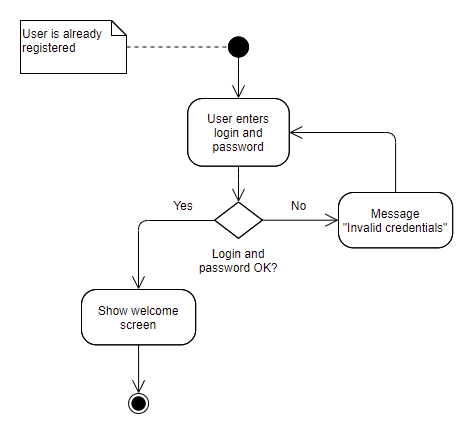 User is already
registered
User enters
login and
password
Yes
No
Message
"Invalid credentials"
Login and
password OK?
Show welcome
screen